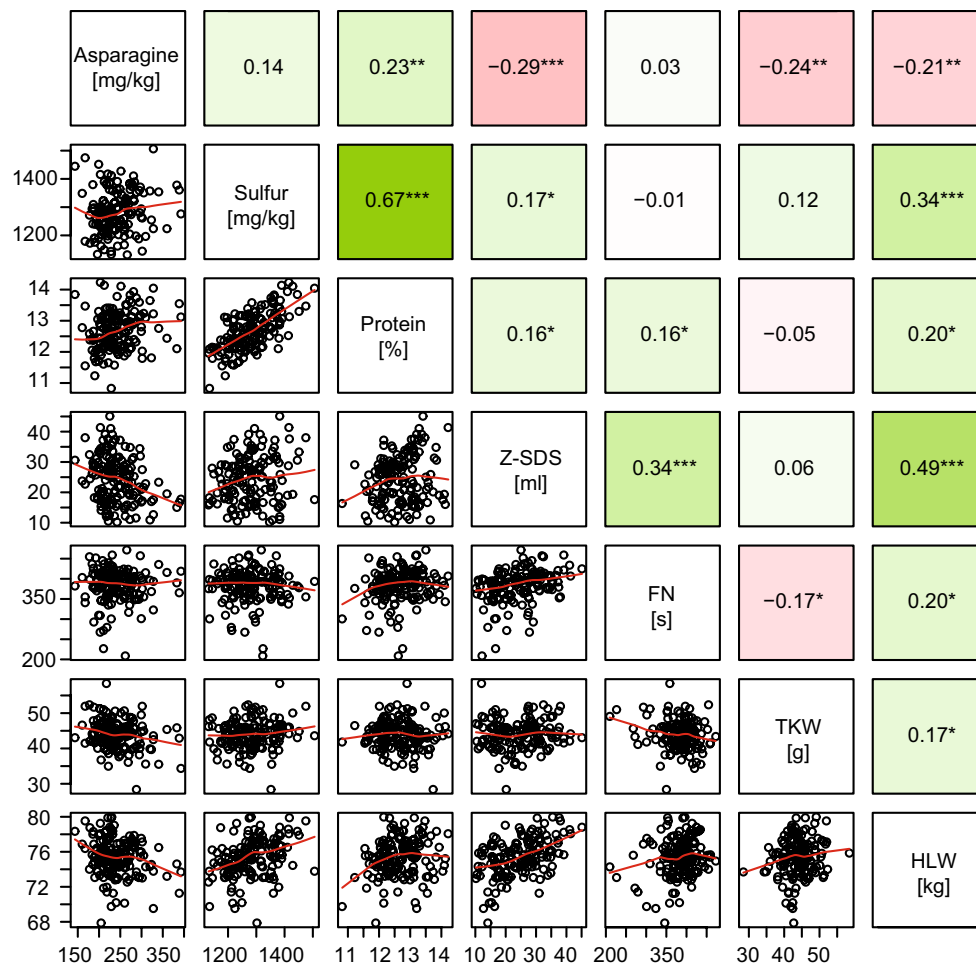 Asparagine
[mg/kg]
0.14
0.23**
−0.29***
0.03
−0.24**
−0.21**
1400
1200
Sulfur
[mg/kg]
0.67***
0.17*
−0.01
0.12
0.34***
14
13
12
11
Protein
[%]
0.16*
0.16*
−0.05
0.20*
40
30
20
10
Z-SDS
[ml]
0.34***
0.06
0.49***
350
200
FN
[s]
−0.17*
0.20*
50
40
30
TKW
[g]
0.17*
80
76
72
68
HLW
[kg]
150 250 350 1200 1400 11 12 13 14 10 20 30 40 200 350 30 40 50